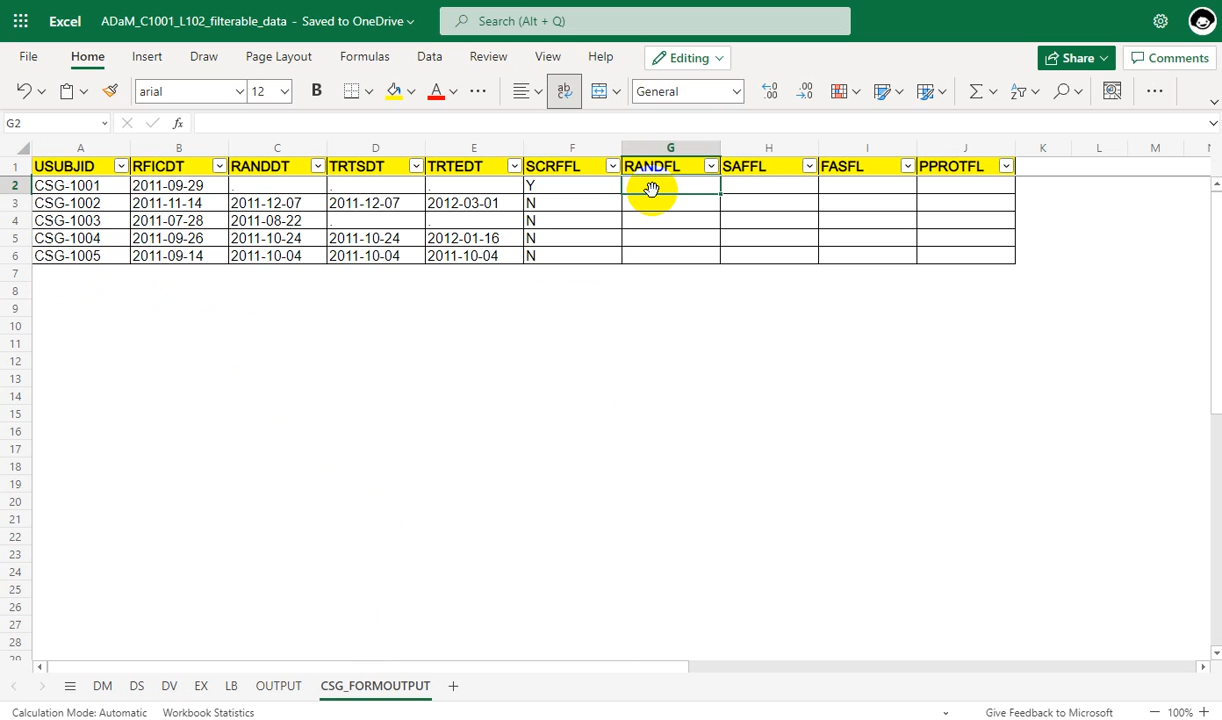 Excel ADaM_C1001_L102_filterable_data - Saved to OneDrive Search (Alt + Q)
File Home Insert Draw Page Layout Formulas Data Review View Help Editing Share Comments
arial 12 B A ab General .00 .00
G2 fx
A B C D E F G H I J K L M
1 USUBJID RFICDT RANDDT TRTSDT TRTEDT SCRFFL RANDFL SAFFL FASFL PPROTFL
2 CSG-1001 2011-09-29 . . . Y
3 CSG-1002 2011-11-14 2011-12-07 2011-12-07 2012-03-01 N
4 CSG-1003 2011-07-28 2011-08-22 . . N
5 CSG-1004 2011-09-26 2011-10-24 2011-10-24 2012-01-16 N
6 CSG-1005 2011-09-14 2011-10-04 2011-10-04 2011-10-04 N
7
8
9
10
11
12
13
14
15
16
17
18
19
20
21
22
23
24
25
26
27
28
29
DM DS DV EX LB OUTPUT CSG_FORMOUTPUT
Calculation Mode: Automatic Workbook Statistics Give Feedback to Microsoft 100%